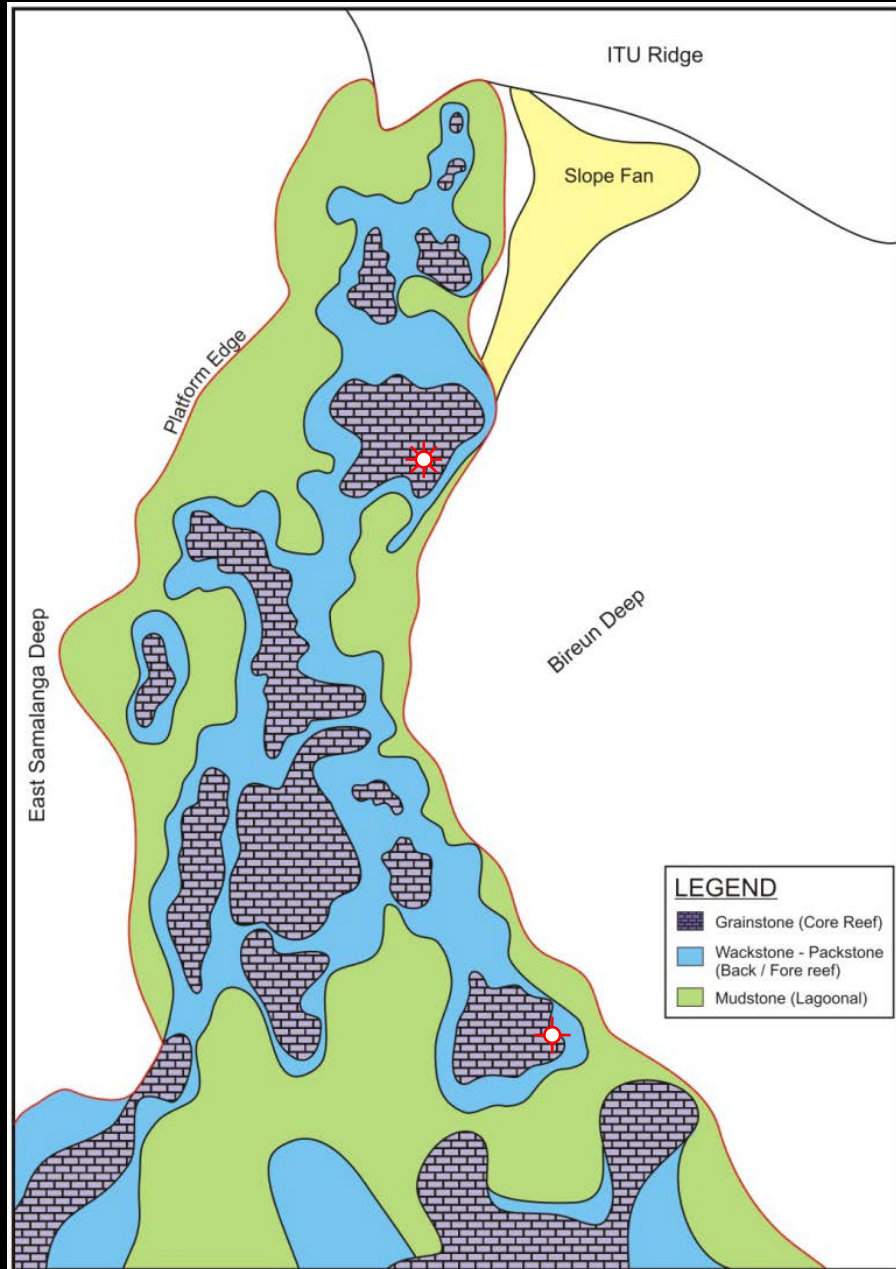 ITU Ridge
Slope Fan
Platform Edge
East Samalanga Deep
Bireun Deep
LEGEND
Grainstone (Core Reef)
Wackstone - Packstone
(Back / Fore reef)
Mudstone (Lagoonal)